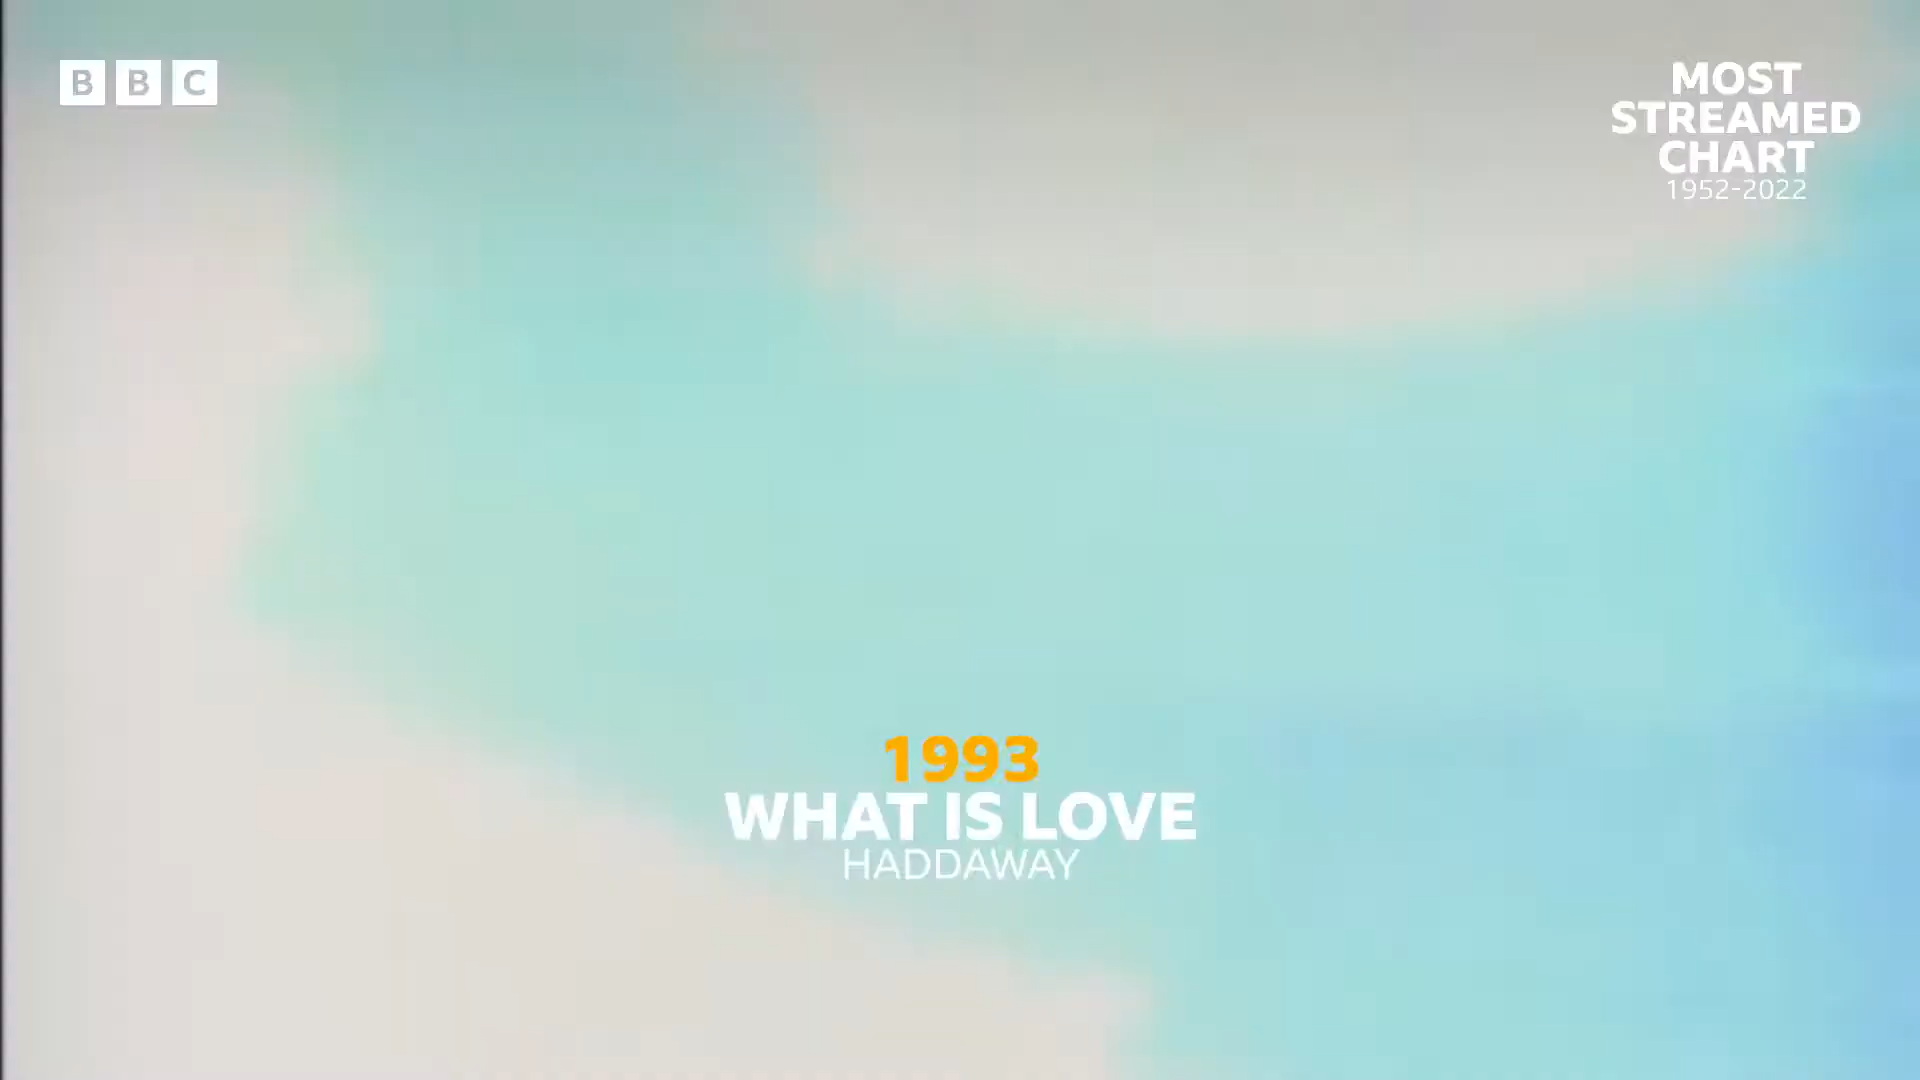 BBC
MOST
STREAMED
CHART
1952-2022
1993
WHAT IS LOVE
HADDAWAY